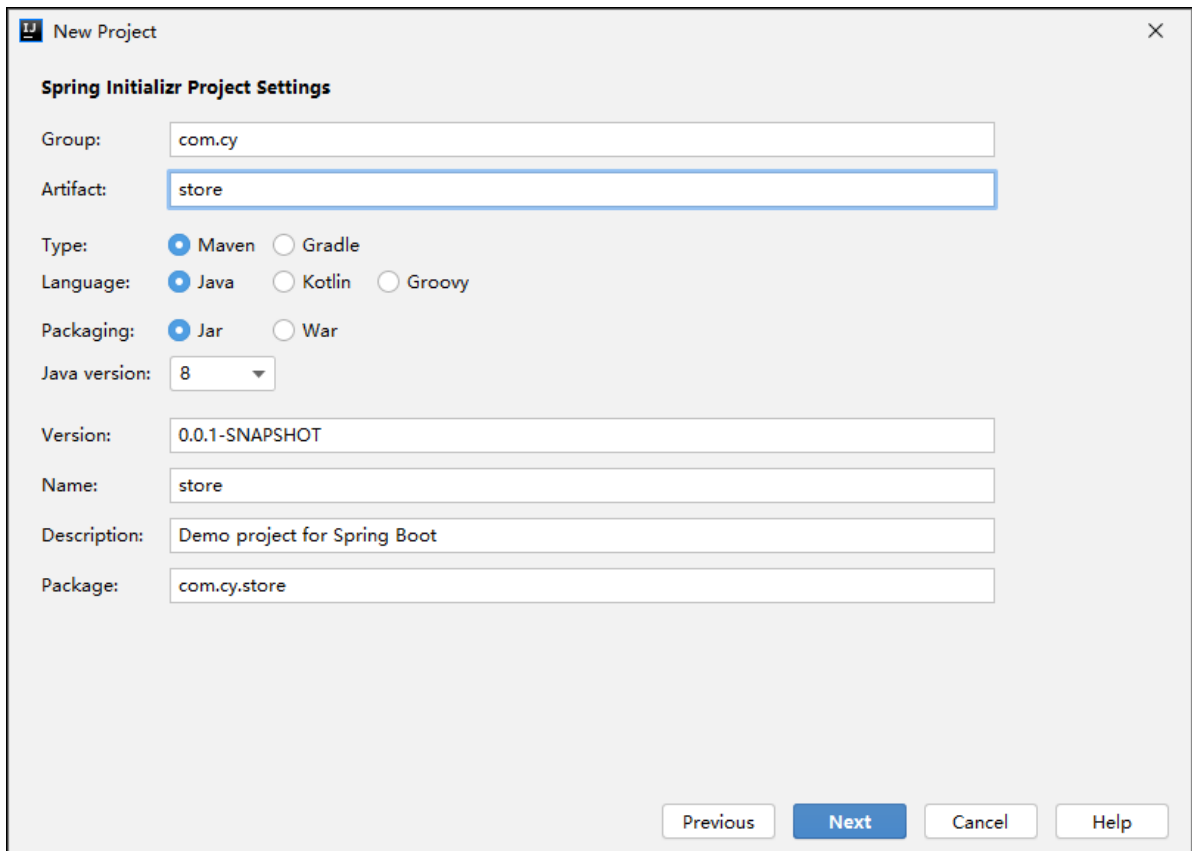 New Project
Spring Initializr Project Settings
Group: com.cy
Artifact: store
Type: Maven Gradle
Language: Java Kotlin Groovy
Packaging: Jar War
Java version: 8
Version: 0.0.1-SNAPSHOT
Name: store
Description: Demo project for Spring Boot
Package: com.cy.store
Previous Next Cancel Help